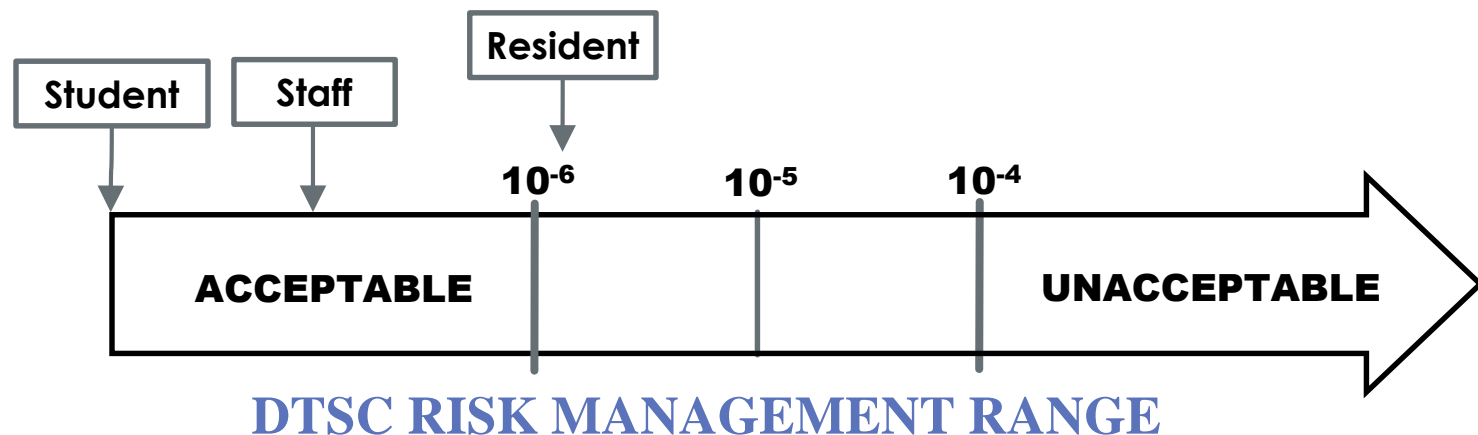 Resident
Student
Staff
10⁻⁶
10⁻⁵
10⁻⁴
ACCEPTABLE
UNACCEPTABLE
DTSC RISK MANAGEMENT RANGE